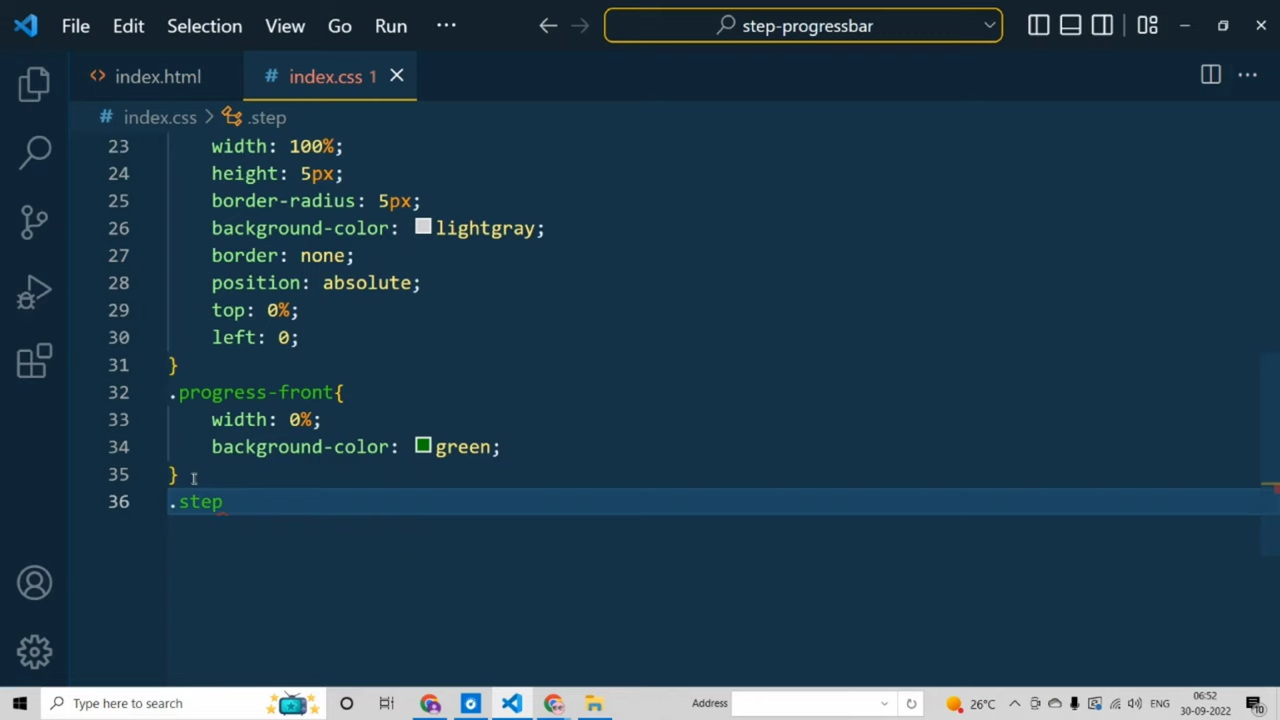 File Edit Selection View Go Run ··· step-progressbar
index.html index.css 1
index.css > .step
23 width: 100%;
24 height: 5px;
25 border-radius: 5px;
26 background-color: lightgray;
27 border: none;
28 position: absolute;
29 top: 0%;
30 left: 0;
31 }
32 .progress-front{
33 width: 0%;
34 background-color: green;
35 }
36 .step
Type here to search Address 26°C ENG 06:52
30-09-2022 10